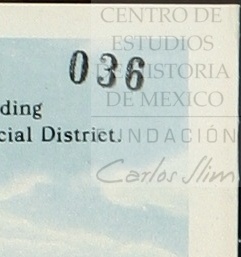 CENTRO DE
ESTUDIOS
DE HISTORIA
DE MEXICO
FUNDACIÓN
Carlos Slim
036
ding
cial District.